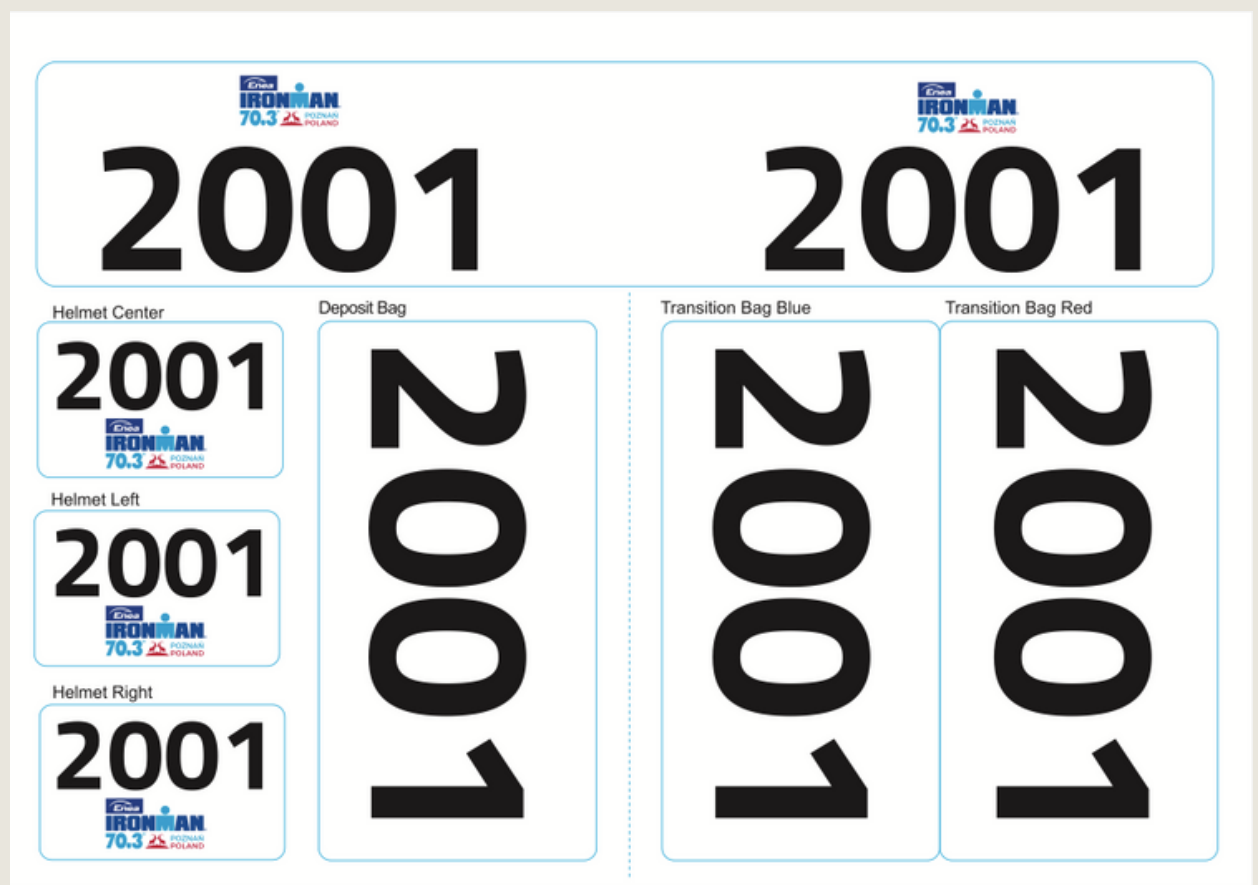 Enea
IRONMAN
70.3 POZNAŃ POLAND
2001
Enea
IRONMAN
70.3 POZNAŃ POLAND
2001
Helmet Center
2001
Enea
IRONMAN
70.3 POZNAŃ POLAND
Helmet Left
2001
Enea
IRONMAN
70.3 POZNAŃ POLAND
Helmet Right
2001
Enea
IRONMAN
70.3 POZNAŃ POLAND
Deposit Bag
2001
Transition Bag Blue
2001
Transition Bag Red
2001